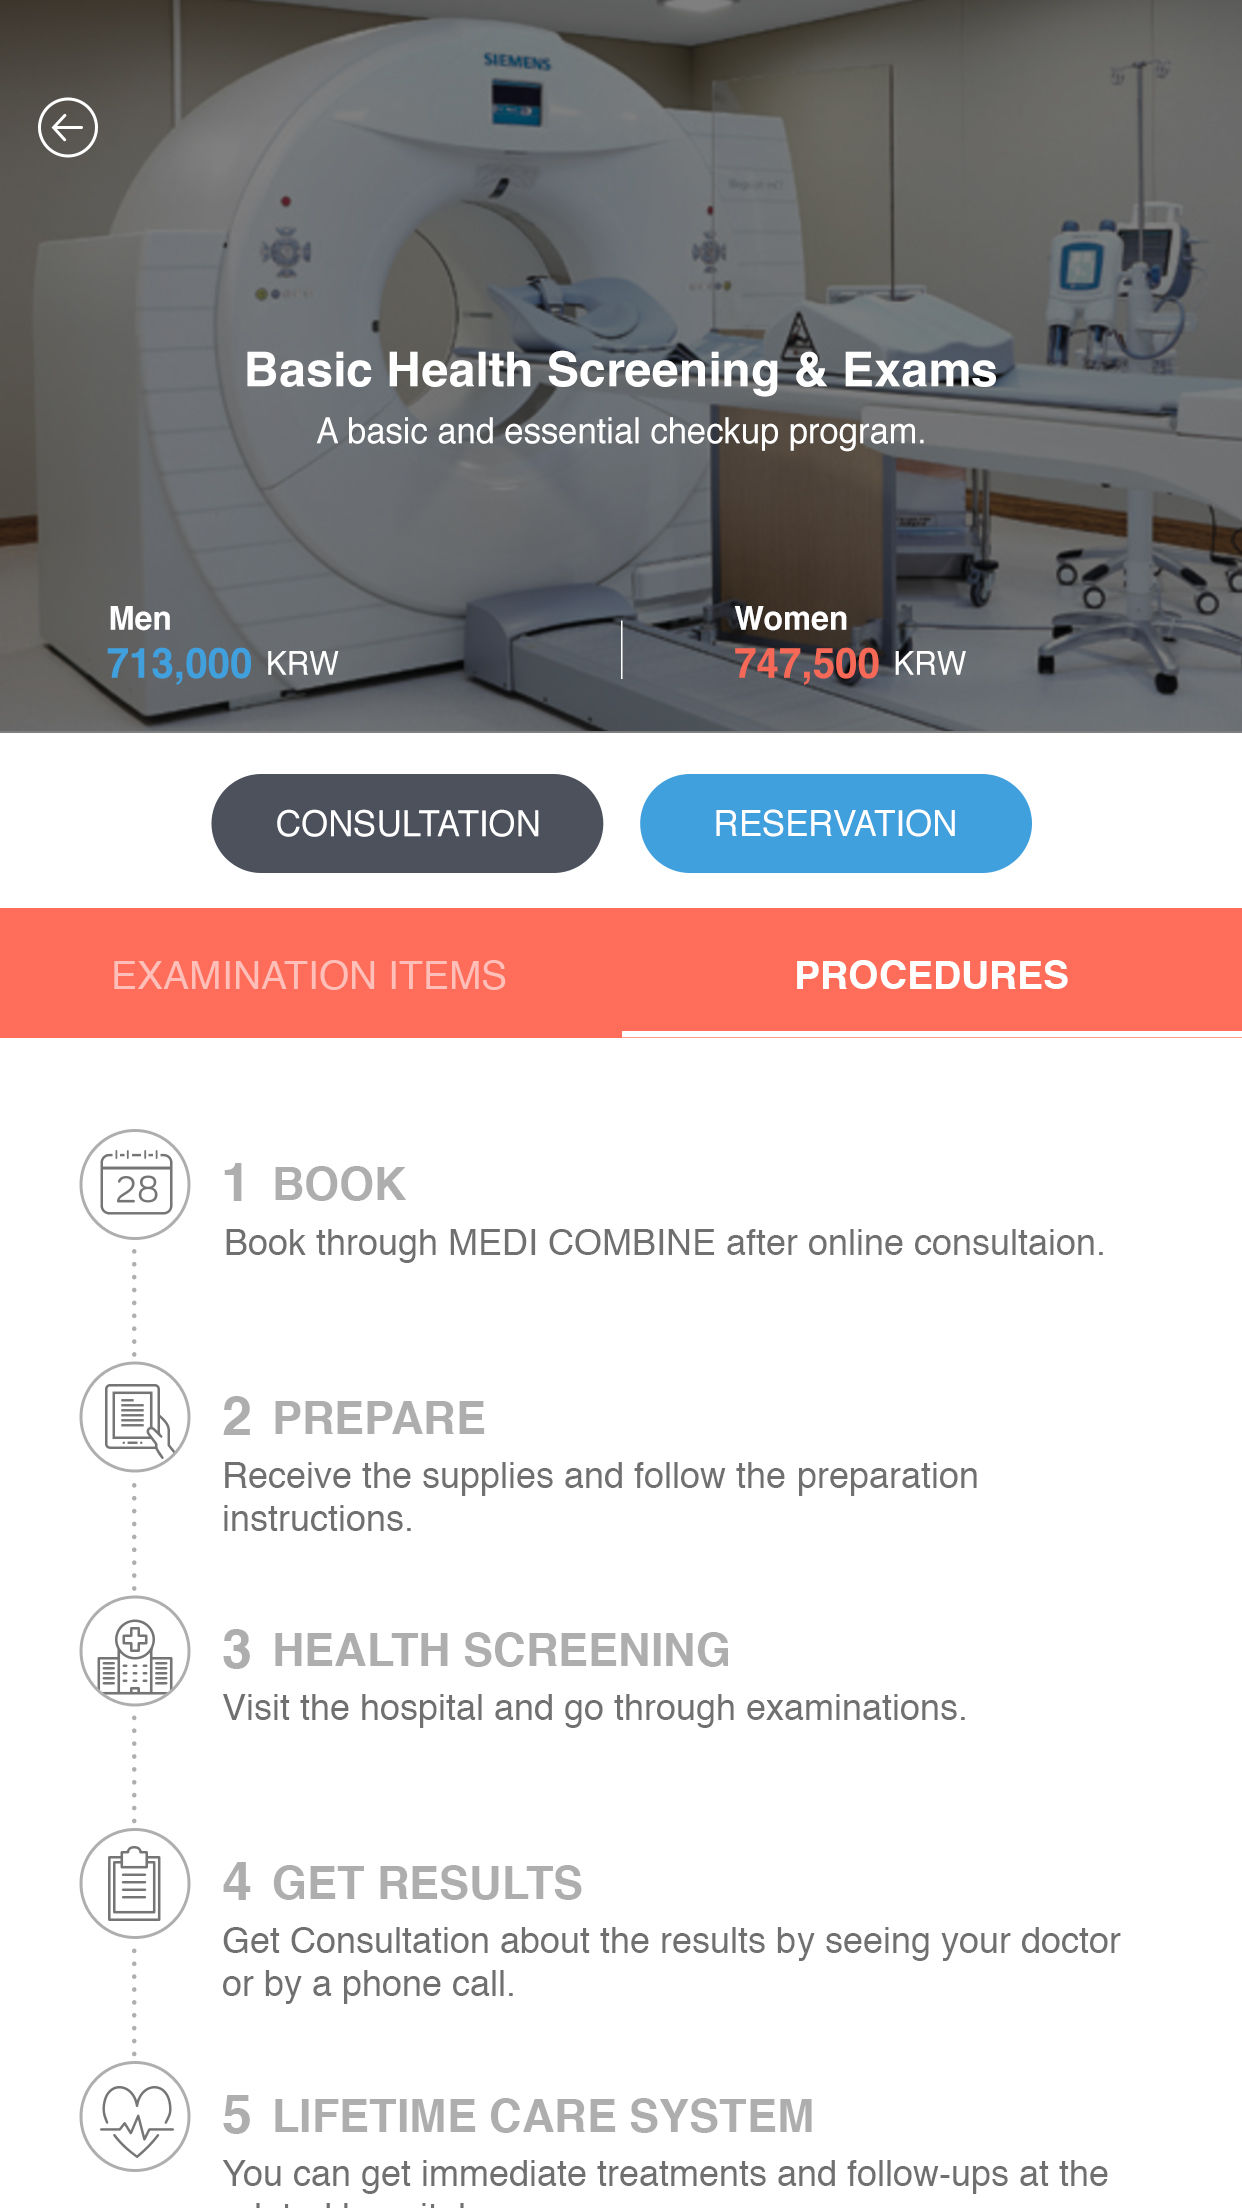 SIEMENS
Basic Health Screening & Exams
A basic and essential checkup program.
Men
713,000 KRW
Women
747,500 KRW
CONSULTATION
RESERVATION
EXAMINATION ITEMS
PROCEDURES
28
1 BOOK
Book through MEDI COMBINE after online consultaion.
2 PREPARE
Receive the supplies and follow the preparation
instructions.
3 HEALTH SCREENING
Visit the hospital and go through examinations.
4 GET RESULTS
Get Consultation about the results by seeing your doctor
or by a phone call.
5 LIFETIME CARE SYSTEM
You can get immediate treatments and follow-ups at the